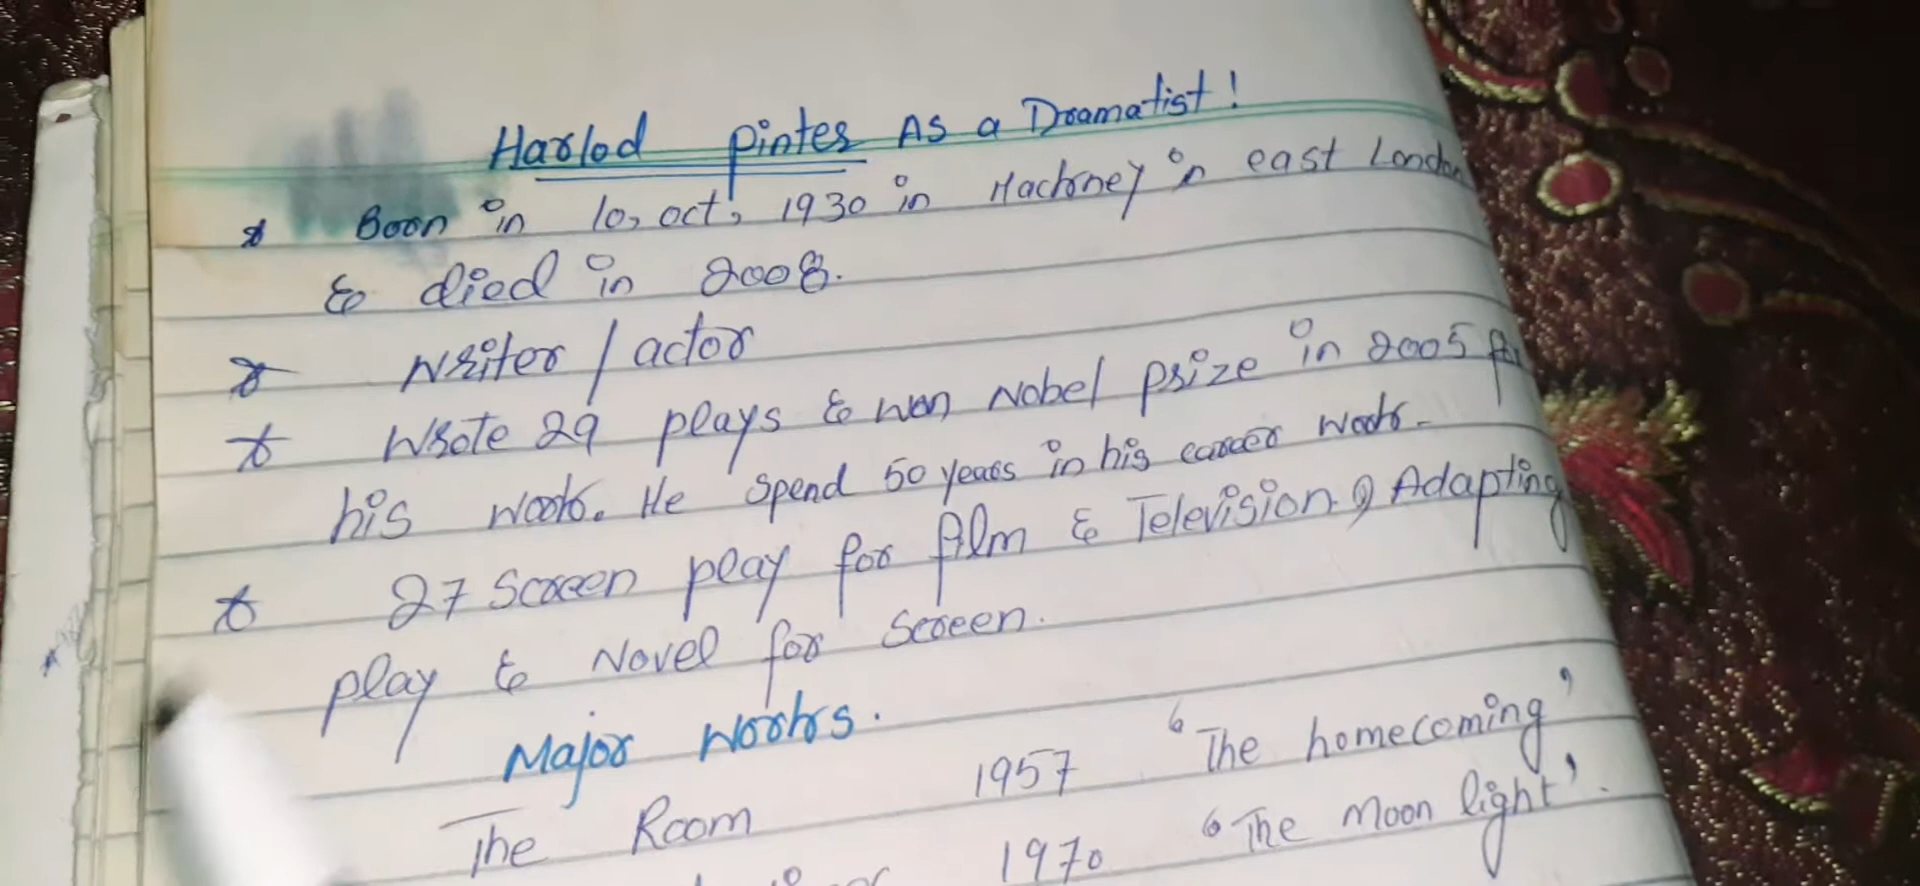 Harlod Pinter As a Dramatist!
* Born in 10, oct, 1930 in Hackney in east London
& died in 2008.
* Writer / actor
* Wrote 29 plays & won Nobel prize in 2005 for
his work. He spend 50 years in his career work.
* 27 Screen play for film & Television, Adapting
play & Novel for screen.
Major Works.
The Room 1957 'The homecoming'
1970 'The Moon light'.